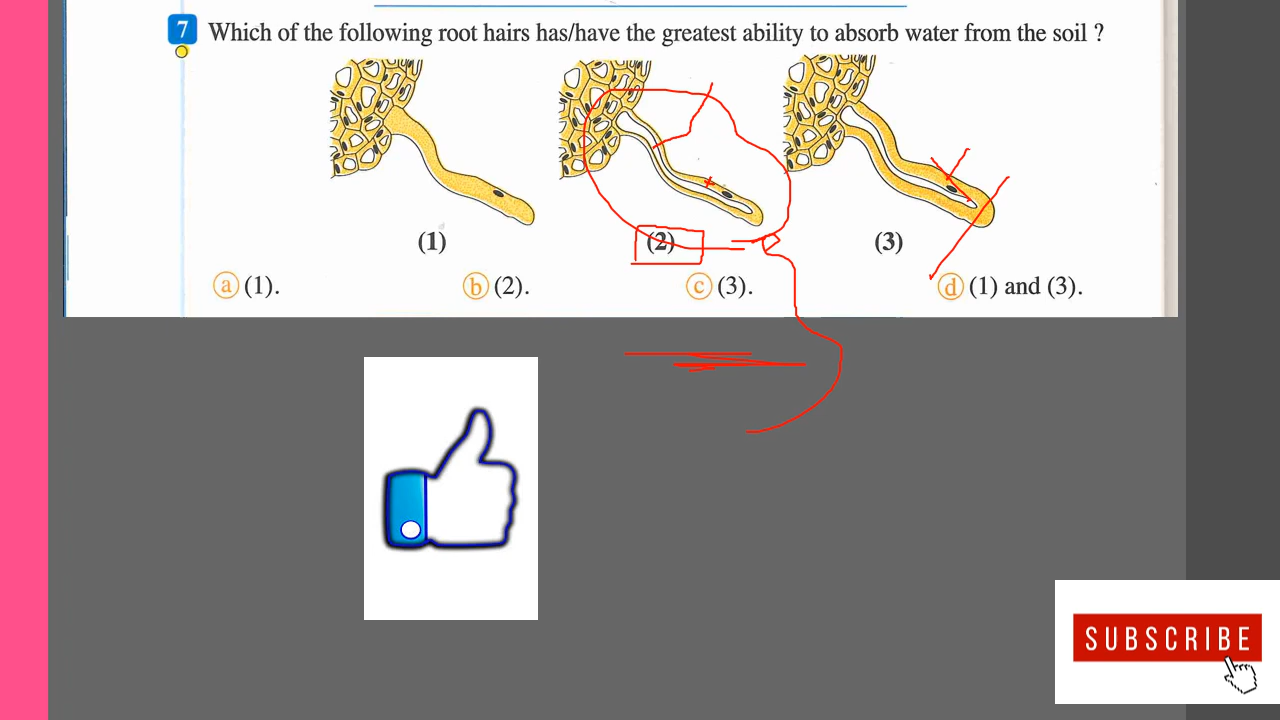 7 Which of the following root hairs has/have the greatest ability to absorb water from the soil ?
(1) (2) (3)
a (1). b (2). c (3). d (1) and (3).
SUBSCRIBE